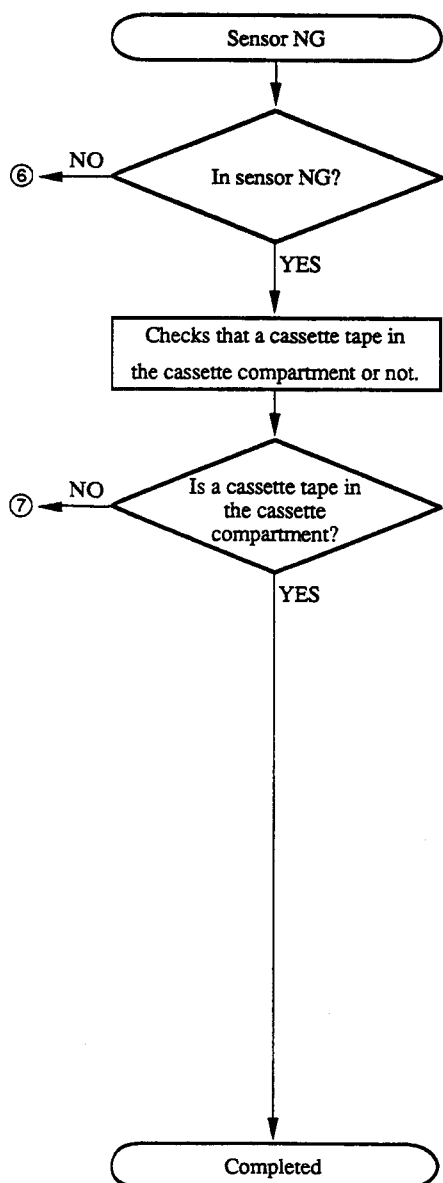 Sensor NG
In sensor NG?
NO
⑥
YES
Checks that a cassette tape in
the cassette compartment or not.
Is a cassette tape in
the cassette
compartment?
NO
⑦
YES
Completed